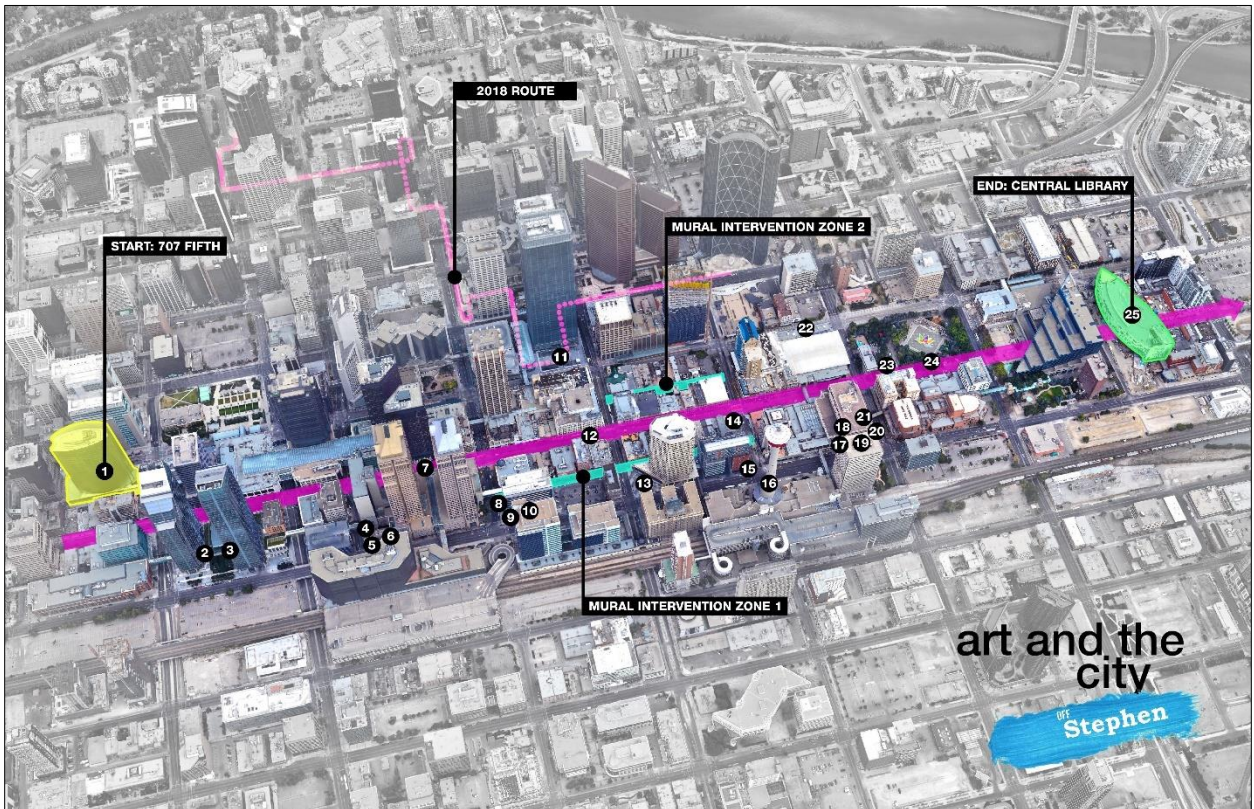 2018 ROUTE
END: CENTRAL LIBRARY
MURAL INTERVENTION ZONE 2
START: 707 FIFTH
25
22
11
23
24
14
21
18
20
12
17
19
7
1
15
16
13
8
10
9
4
6
5
2
3
MURAL INTERVENTION ZONE 1
art and the
city
OFF
Stephen